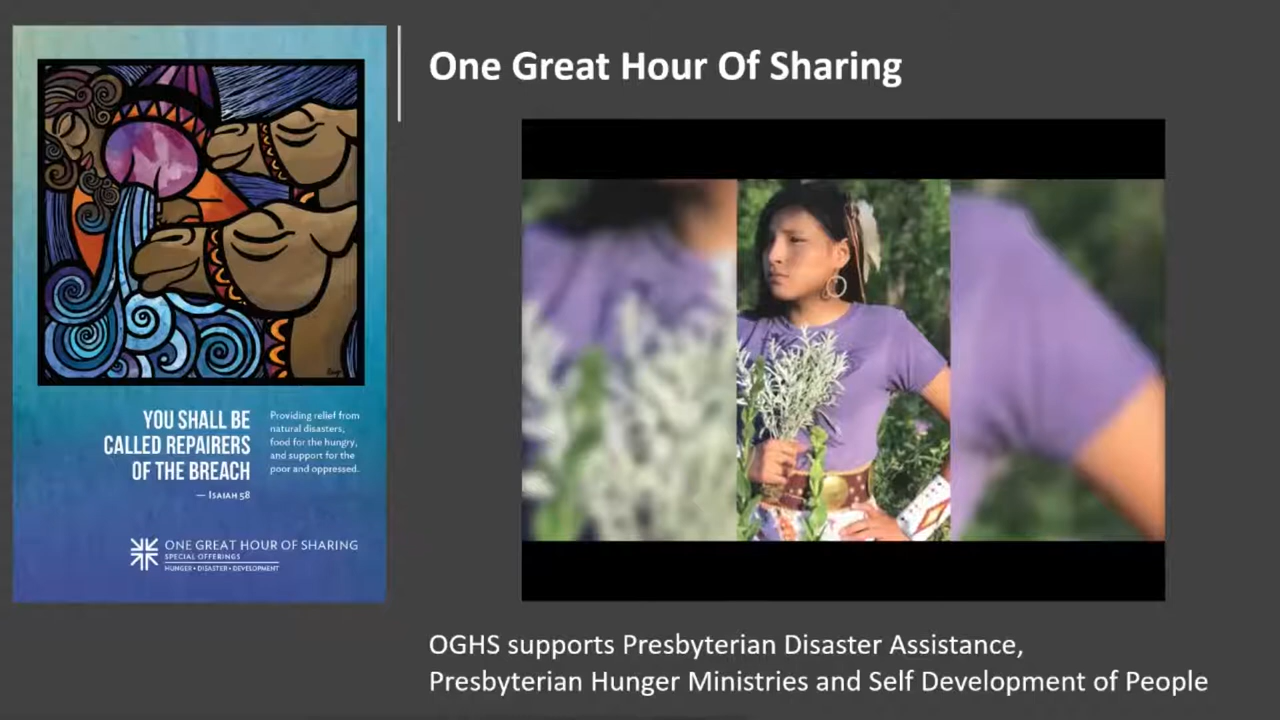 One Great Hour Of Sharing
YOU SHALL BE
CALLED REPAIRERS
OF THE BREACH
— ISAIAH 58
Providing relief from
natural disasters,
food for the hungry,
and support for the
poor and oppressed.
ONE GREAT HOUR OF SHARING
SPECIAL OFFERINGS
HUNGER • DISASTER • DEVELOPMENT
OGHS supports Presbyterian Disaster Assistance,
Presbyterian Hunger Ministries and Self Development of People